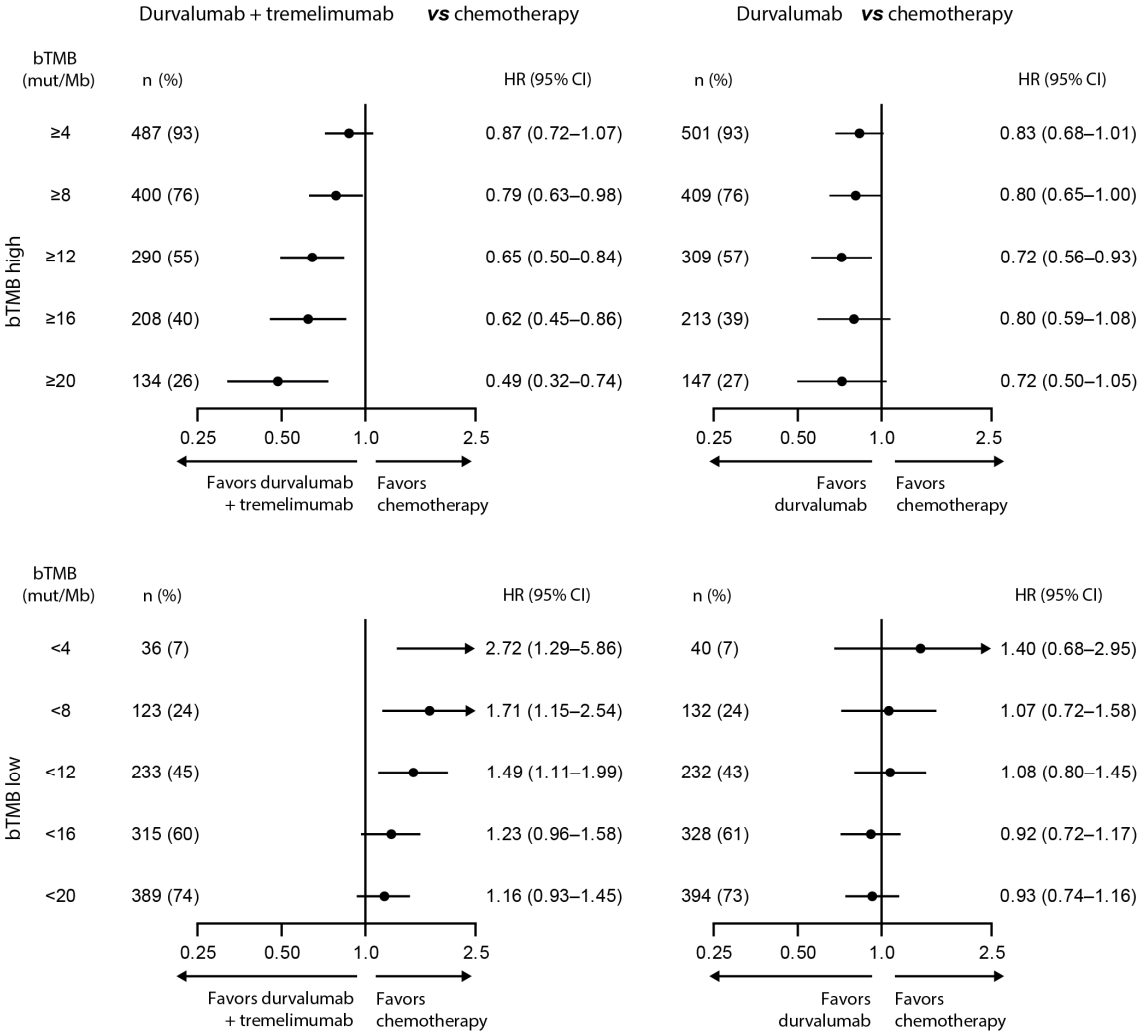 Durvalumab + tremelimumab vs chemotherapy Durvalumab vs chemotherapy
bTMB
(mut/Mb) n (%) HR (95% CI) n (%) HR (95% CI)
bTMB high
≥4 487 (93) 0.87 (0.72–1.07) 501 (93) 0.83 (0.68–1.01)
≥8 400 (76) 0.79 (0.63–0.98) 409 (76) 0.80 (0.65–1.00)
≥12 290 (55) 0.65 (0.50–0.84) 309 (57) 0.72 (0.56–0.93)
≥16 208 (40) 0.62 (0.45–0.86) 213 (39) 0.80 (0.59–1.08)
≥20 134 (26) 0.49 (0.32–0.74) 147 (27) 0.72 (0.50–1.05)
0.25 0.50 1.0 2.5 0.25 0.50 1.0 2.5
Favors durvalumab Favors Favors Favors
+ tremelimumab chemotherapy durvalumab chemotherapy
bTMB
(mut/Mb) n (%) HR (95% CI) n (%) HR (95% CI)
bTMB low
<4 36 (7) 2.72 (1.29–5.86) 40 (7) 1.40 (0.68–2.95)
<8 123 (24) 1.71 (1.15–2.54) 132 (24) 1.07 (0.72–1.58)
<12 233 (45) 1.49 (1.11–1.99) 232 (43) 1.08 (0.80–1.45)
<16 315 (60) 1.23 (0.96–1.58) 328 (61) 0.92 (0.72–1.17)
<20 389 (74) 1.16 (0.93–1.45) 394 (73) 0.93 (0.74–1.16)
0.25 0.50 1.0 2.5 0.25 0.50 1.0 2.5
Favors durvalumab Favors Favors Favors
+ tremelimumab chemotherapy durvalumab chemotherapy